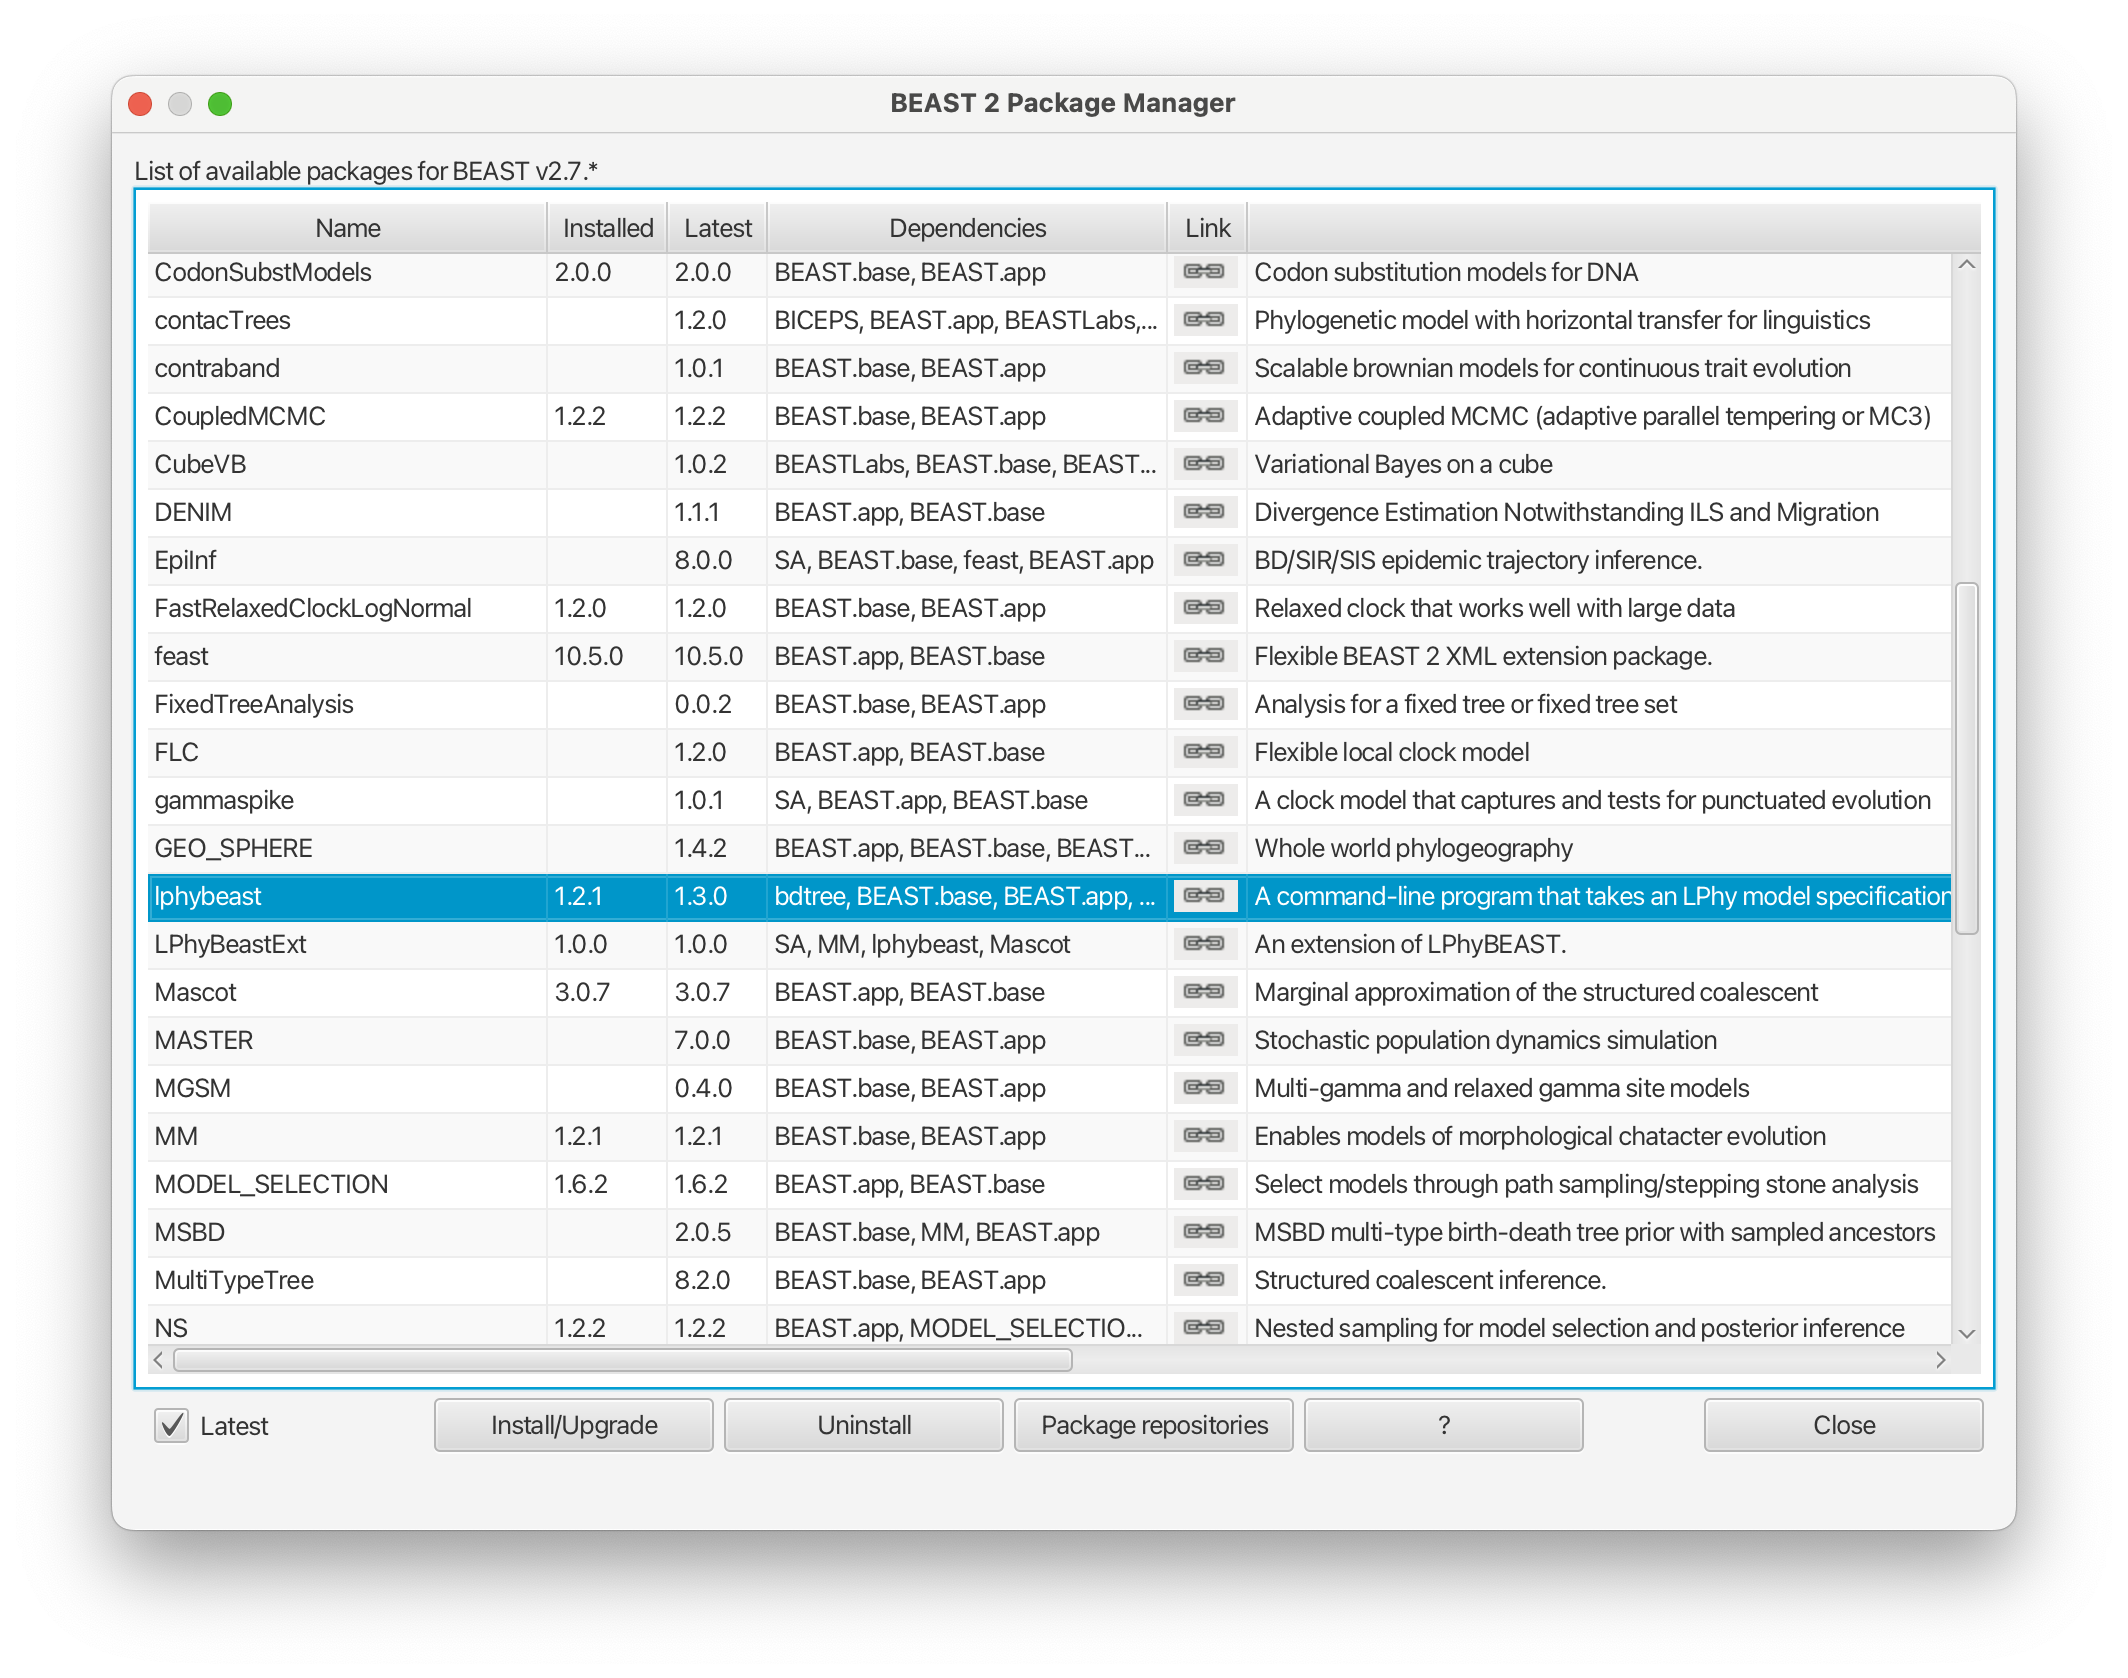 BEAST 2 Package Manager
List of available packages for BEAST v2.7.*
Name Installed Latest Dependencies Link
CodonSubstModels 2.0.0 2.0.0 BEAST.base, BEAST.app Codon substitution models for DNA
contacTrees 1.2.0 BICEPS, BEAST.app, BEASTLabs,... Phylogenetic model with horizontal transfer for linguistics
contraband 1.0.1 BEAST.base, BEAST.app Scalable brownian models for continuous trait evolution
CoupledMCMC 1.2.2 1.2.2 BEAST.base, BEAST.app Adaptive coupled MCMC (adaptive parallel tempering or MC3)
CubeVB 1.0.2 BEASTLabs, BEAST.base, BEAST... Variational Bayes on a cube
DENIM 1.1.1 BEAST.app, BEAST.base Divergence Estimation Notwithstanding ILS and Migration
EpiInf 8.0.0 SA, BEAST.base, feast, BEAST.app BD/SIR/SIS epidemic trajectory inference.
FastRelaxedClockLogNormal 1.2.0 1.2.0 BEAST.base, BEAST.app Relaxed clock that works well with large data
feast 10.5.0 10.5.0 BEAST.app, BEAST.base Flexible BEAST 2 XML extension package.
FixedTreeAnalysis 0.0.2 BEAST.base, BEAST.app Analysis for a fixed tree or fixed tree set
FLC 1.2.0 BEAST.app, BEAST.base Flexible local clock model
gammaspike 1.0.1 SA, BEAST.app, BEAST.base A clock model that captures and tests for punctuated evolution
GEO_SPHERE 1.4.2 BEAST.app, BEAST.base, BEAST... Whole world phylogeography
lphybeast 1.2.1 1.3.0 bdtree, BEAST.base, BEAST.app, ... A command-line program that takes an LPhy model specification
LPhyBeastExt 1.0.0 1.0.0 SA, MM, lphybeast, Mascot An extension of LPhyBEAST.
Mascot 3.0.7 3.0.7 BEAST.app, BEAST.base Marginal approximation of the structured coalescent
MASTER 7.0.0 BEAST.base, BEAST.app Stochastic population dynamics simulation
MGSM 0.4.0 BEAST.base, BEAST.app Multi-gamma and relaxed gamma site models
MM 1.2.1 1.2.1 BEAST.base, BEAST.app Enables models of morphological chatacter evolution
MODEL_SELECTION 1.6.2 1.6.2 BEAST.app, BEAST.base Select models through path sampling/stepping stone analysis
MSBD 2.0.5 BEAST.base, MM, BEAST.app MSBD multi-type birth-death tree prior with sampled ancestors
MultiTypeTree 8.2.0 BEAST.base, BEAST.app Structured coalescent inference.
NS 1.2.2 1.2.2 BEAST.app, MODEL_SELECTIO... Nested sampling for model selection and posterior inference
Latest Install/Upgrade Uninstall Package repositories ? Close